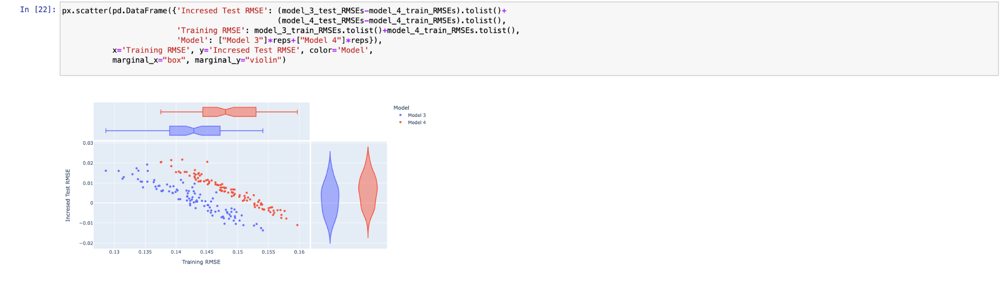 In [22]: px.scatter(pd.DataFrame({'Incresed Test RMSE': (model_3_test_RMSEs-model_4_train_RMSEs).tolist()+
(model_4_test_RMSEs-model_4_train_RMSEs).tolist(),
'Training RMSE': model_3_train_RMSEs.tolist()+model_4_train_RMSEs.tolist(),
'Model': ["Model 3"]*reps+["Model 4"]*reps}),
x='Training RMSE', y='Incresed Test RMSE', color='Model',
marginal_x="box", marginal_y="violin")
Model
Model 3
Model 4
0.03
0.02
0.01
0
−0.01
−0.02
Incresed Test RMSE
0.13 0.135 0.14 0.145 0.15 0.155 0.16
Training RMSE